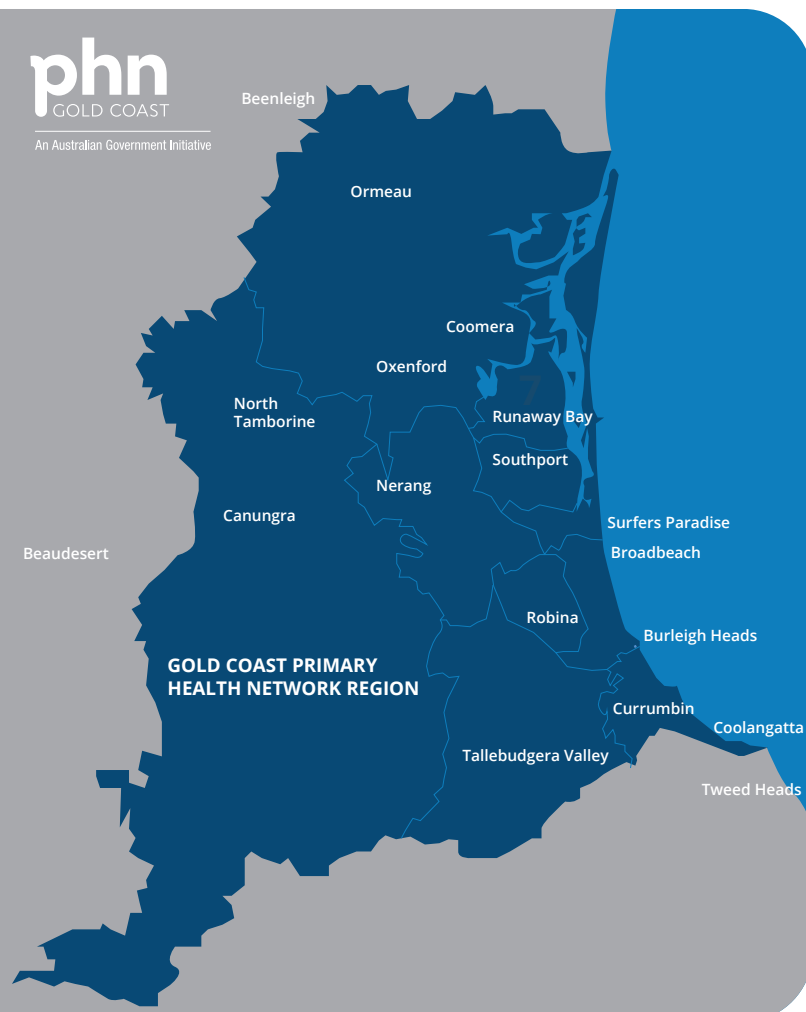 phn
GOLD COAST
An Australian Government Initiative
Beenleigh
Ormeau
Coomera
Oxenford
North
Tamborine
7
Runaway Bay
Southport
Nerang
Canungra
Surfers Paradise
Beaudesert
Broadbeach
Robina
Burleigh Heads
GOLD COAST PRIMARY
HEALTH NETWORK REGION
Currumbin
Coolangatta
Tallebudgera Valley
Tweed Heads